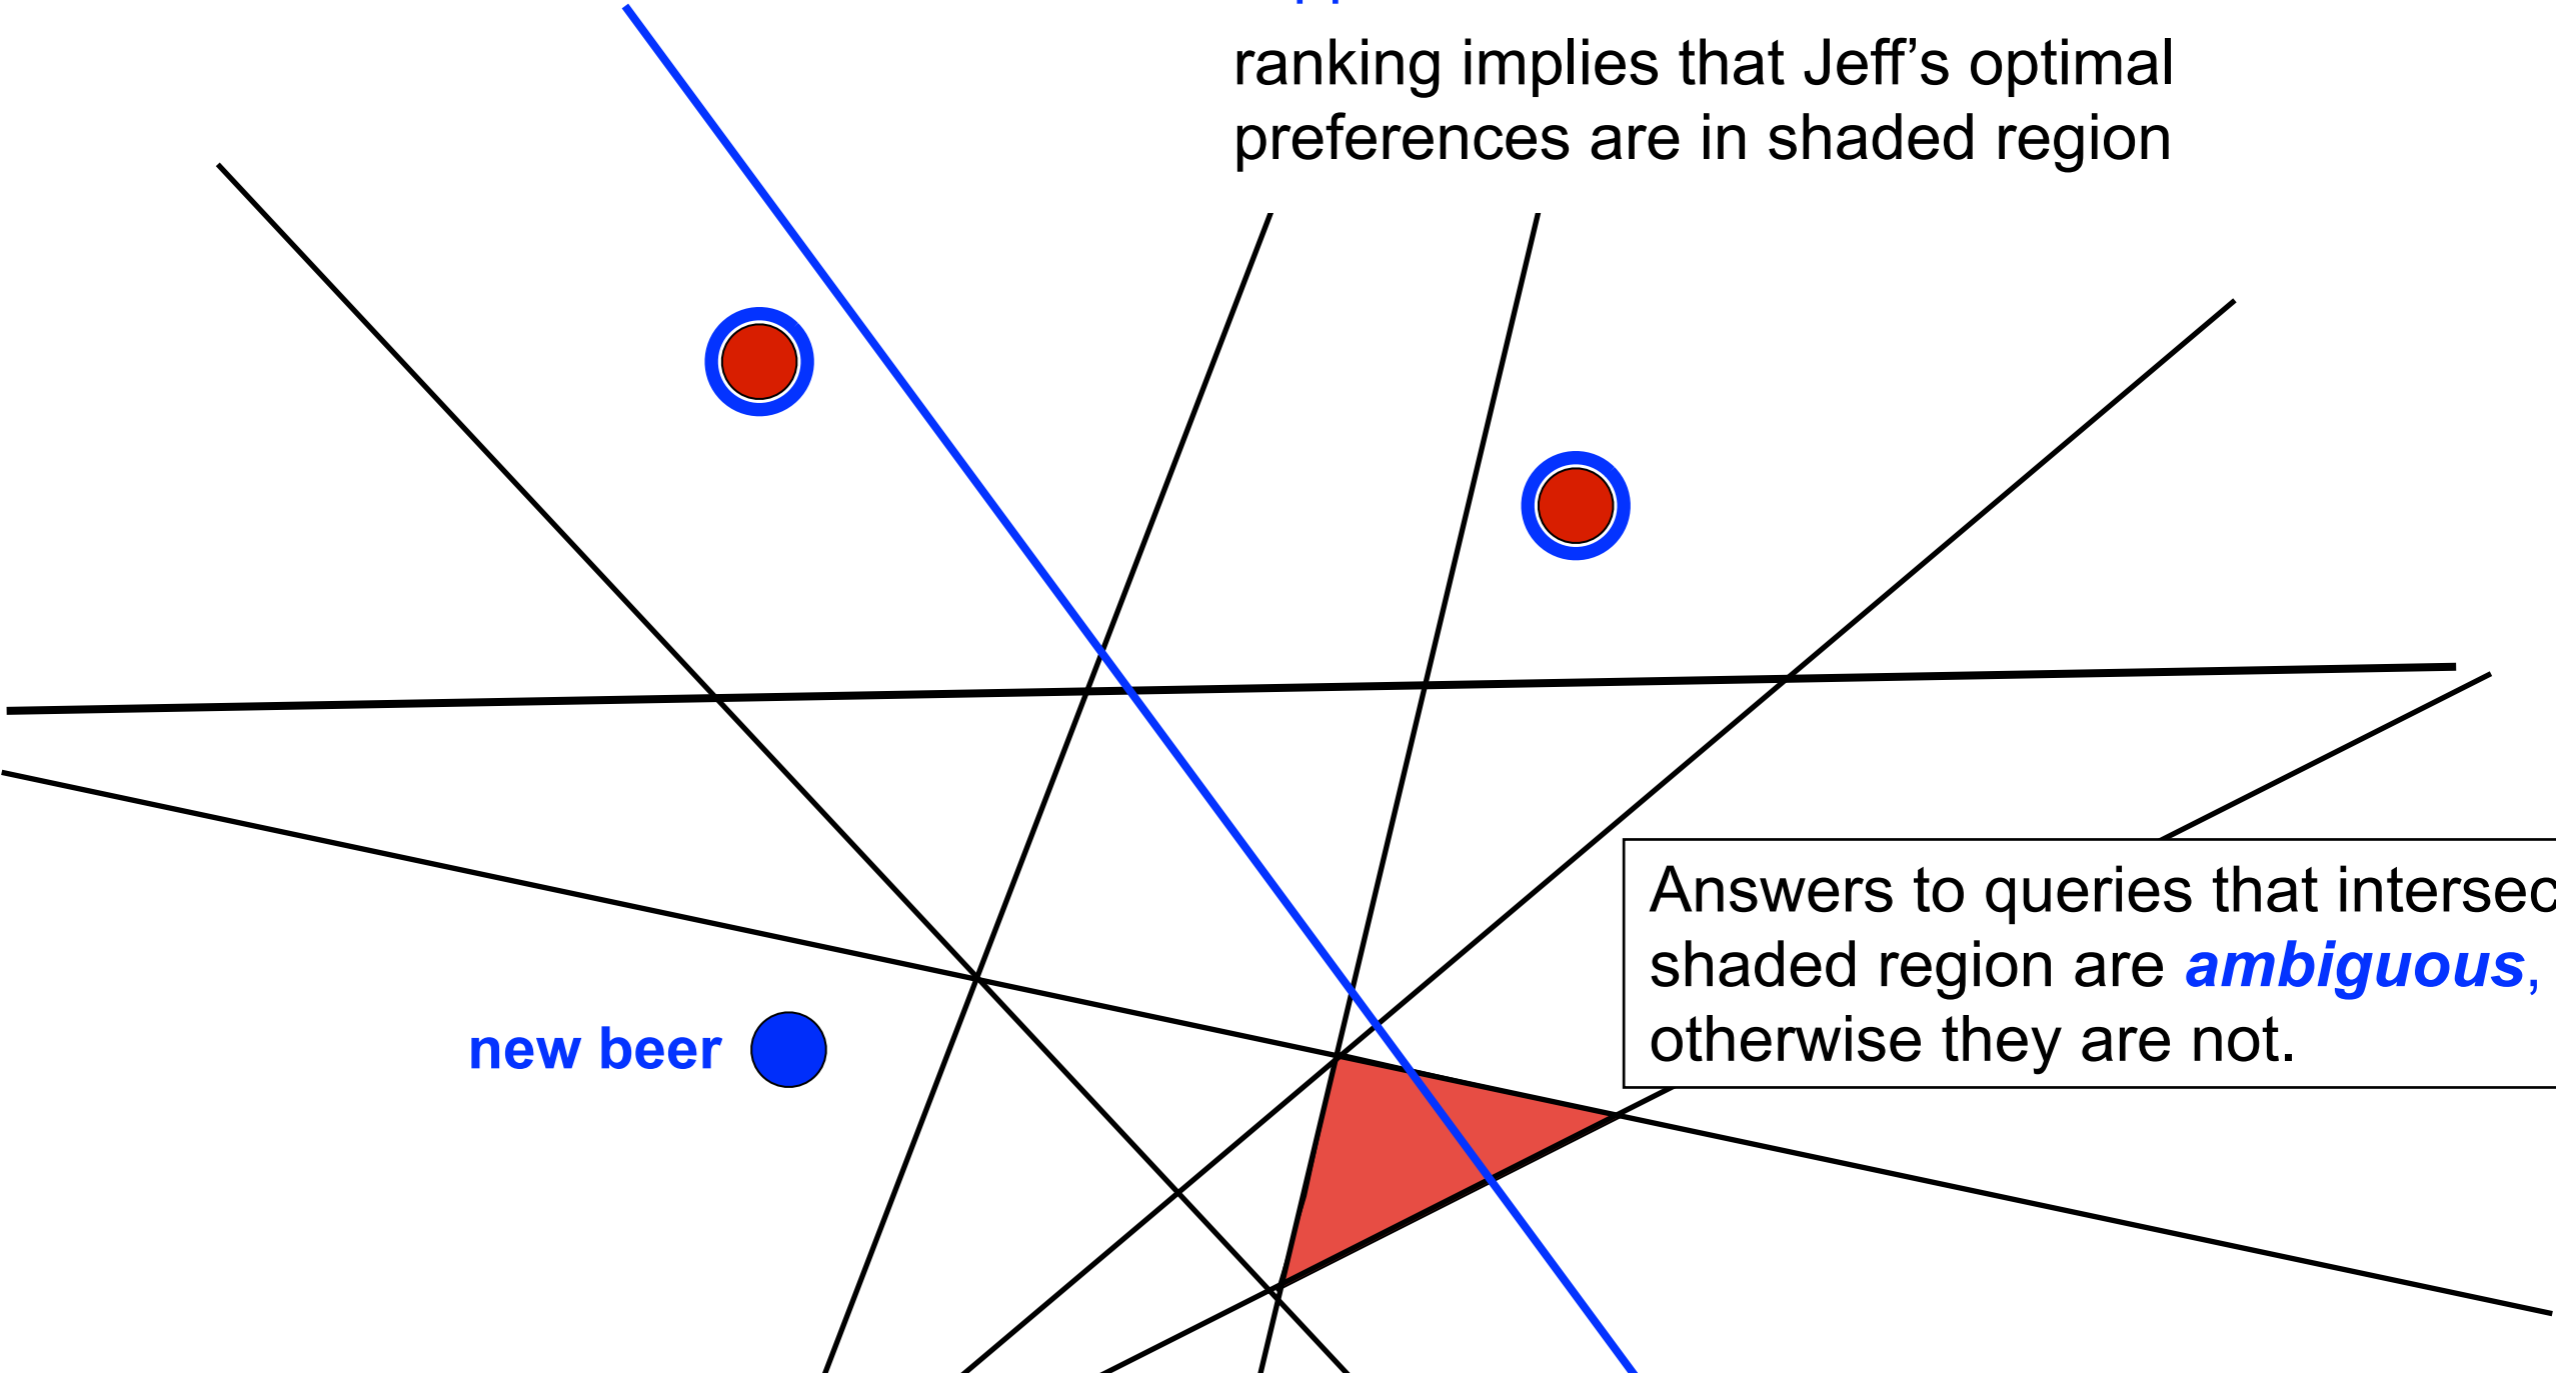 ranking implies that Jeff’s optimal
preferences are in shaded region
Answers to queries that intersec
shaded region are ambiguous,
otherwise they are not.
new beer